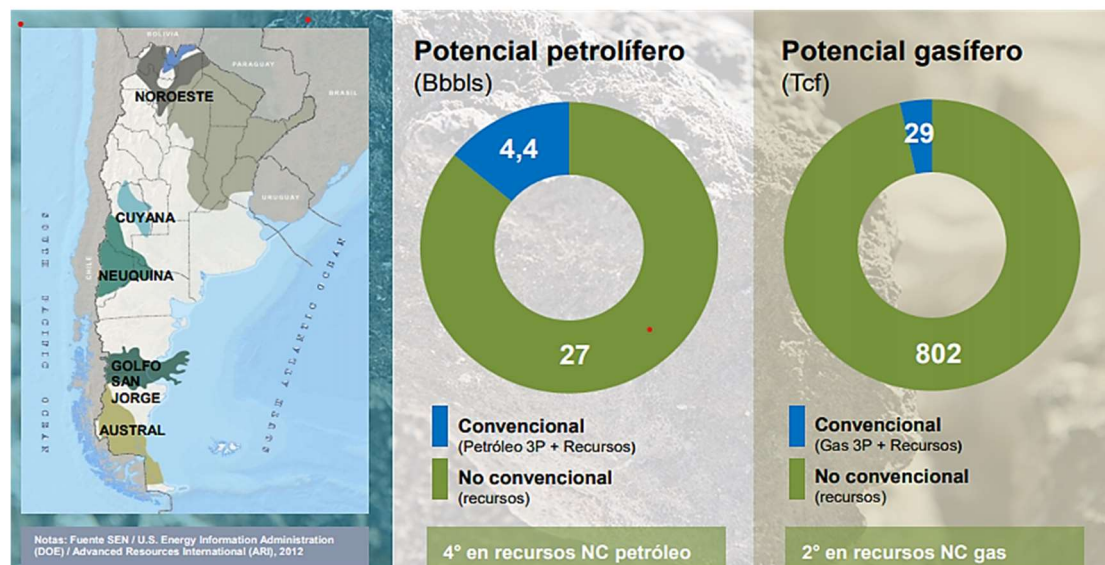 BOLIVIA
PARAGUAY
BRASIL
NOROESTE
CUYANA
URUGUAY
CHILE
NEUQUINA
SOUTH ATLANTIC OCEAN
GOLFO
SAN
JORGE
AUSTRAL
Notas: Fuente SEN / U.S. Energy Information Administration
(DOE) / Advanced Resources International (ARI), 2012
Potencial petrolífero
(Bbbls)
4,4
27
Convencional
(Petróleo 3P + Recursos)
No convencional
(recursos)
4° en recursos NC petróleo
Potencial gasífero
(Tcf)
29
802
Convencional
(Gas 3P + Recursos)
No convencional
(recursos)
2° en recursos NC gas